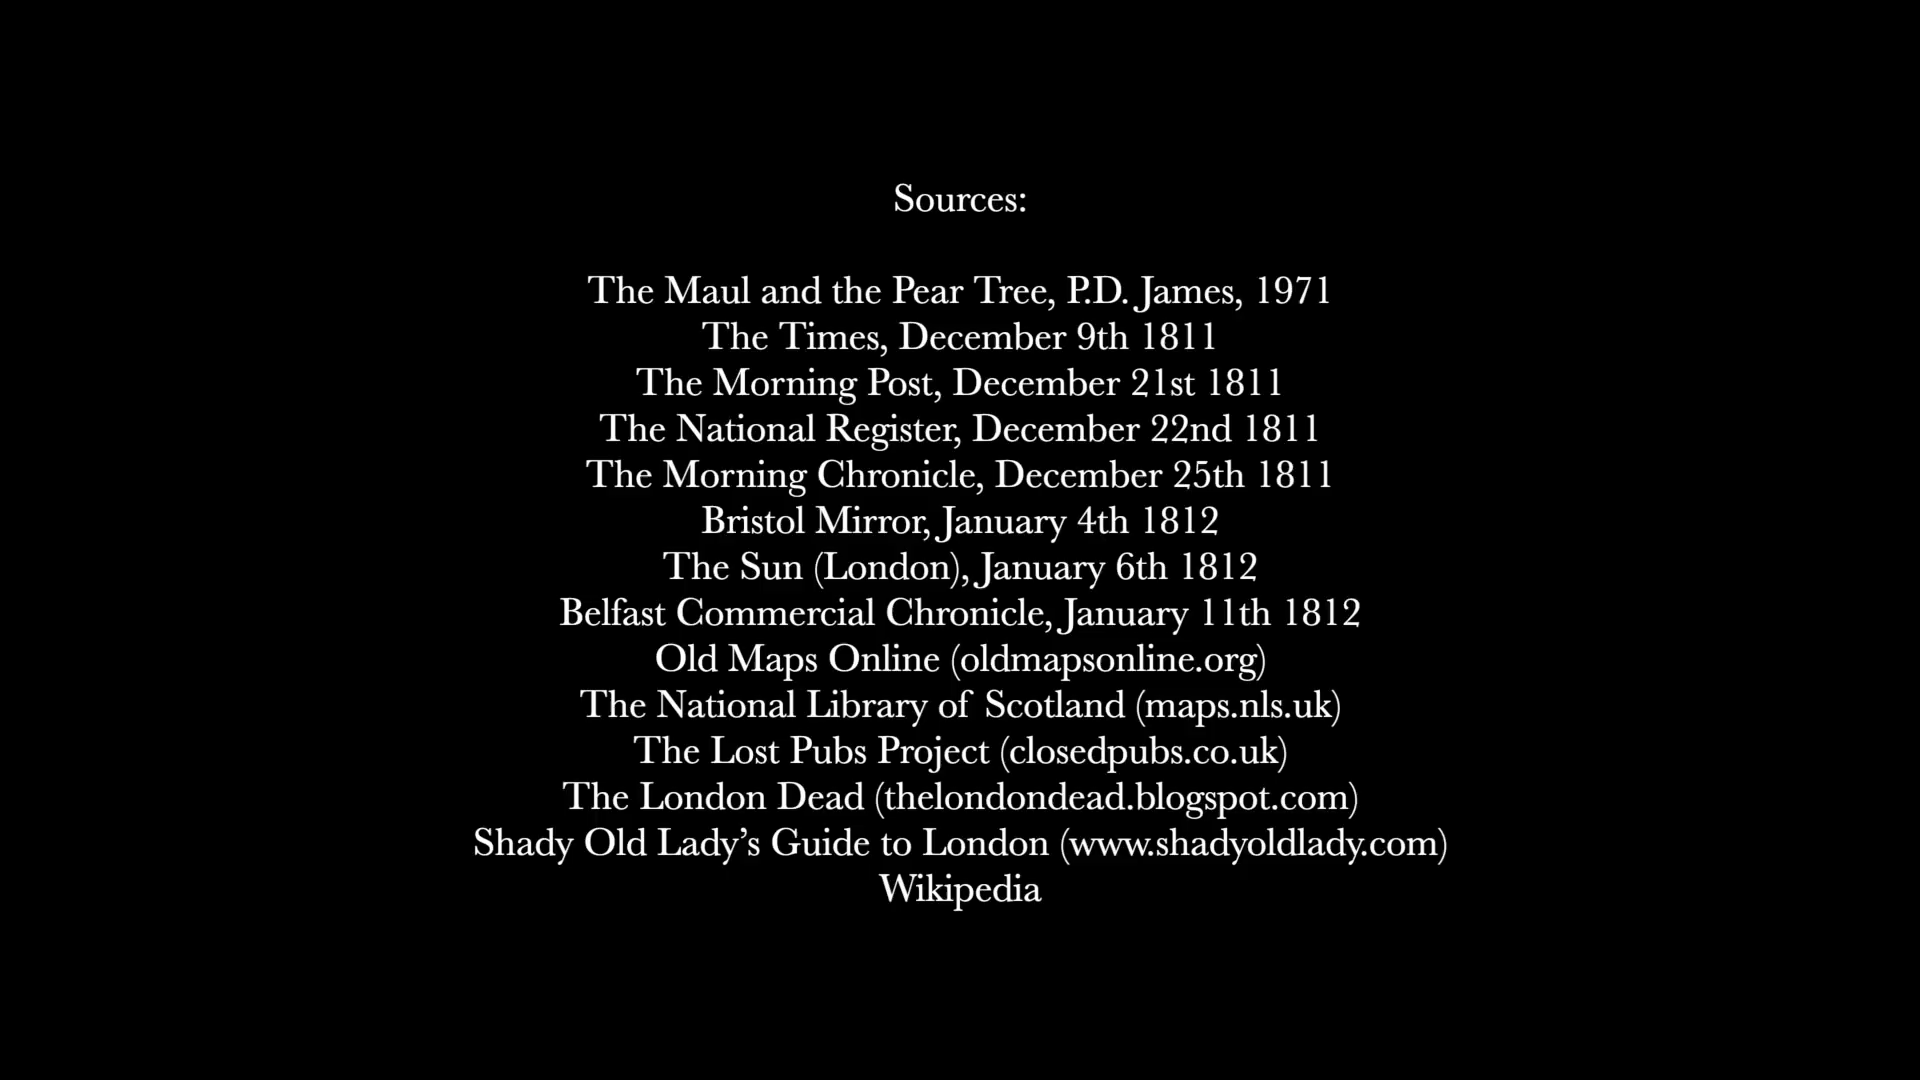 Sources:
The Maul and the Pear Tree, P.D. James, 1971
The Times, December 9th 1811
The Morning Post, December 21st 1811
The National Register, December 22nd 1811
The Morning Chronicle, December 25th 1811
Bristol Mirror, January 4th 1812
The Sun (London), January 6th 1812
Belfast Commercial Chronicle, January 11th 1812
Old Maps Online (oldmapsonline.org)
The National Library of Scotland (maps.nls.uk)
The Lost Pubs Project (closedpubs.co.uk)
The London Dead (thelondondead.blogspot.com)
Shady Old Lady’s Guide to London (www.shadyoldlady.com)
Wikipedia